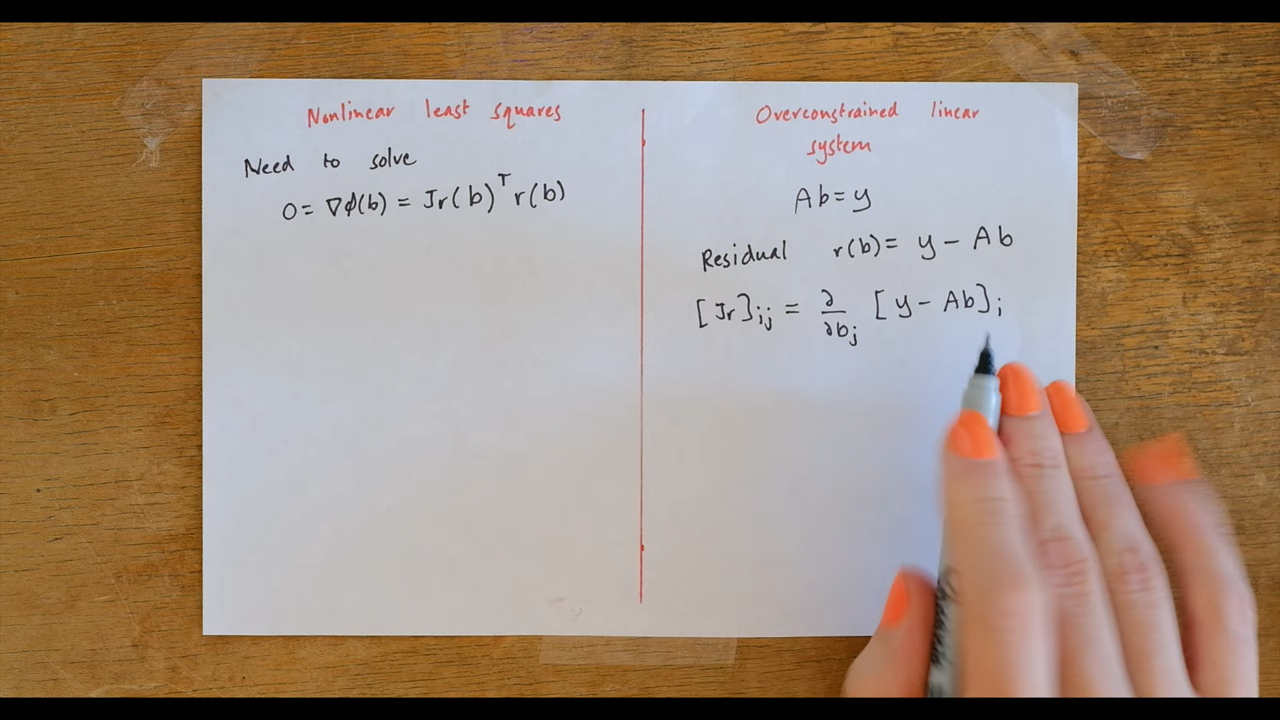 Nonlinear least squares
Need to solve
0 = ∇ϕ(b) = Jr(b)ᵀ r(b)
Overconstrained linear
system
Ab = y
Residual r(b) = y − Ab
[Jr]ᵢⱼ = ∂/∂bⱼ [y − Ab]ᵢ